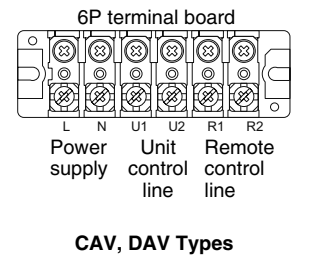 6P terminal board
L N U1 U2 R1 R2
Power Unit Remote
supply control control
line line
CAV, DAV Types